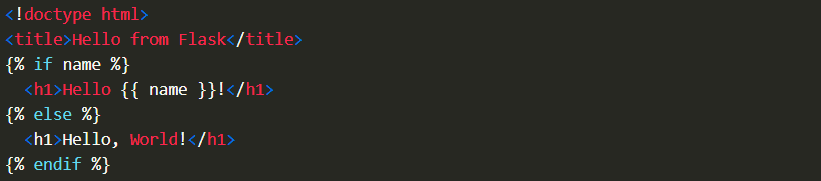 <!doctype html>
<title>Hello from Flask</title>
{% if name %}
  <h1>Hello {{ name }}!</h1>
{% else %}
  <h1>Hello, World!</h1>
{% endif %}